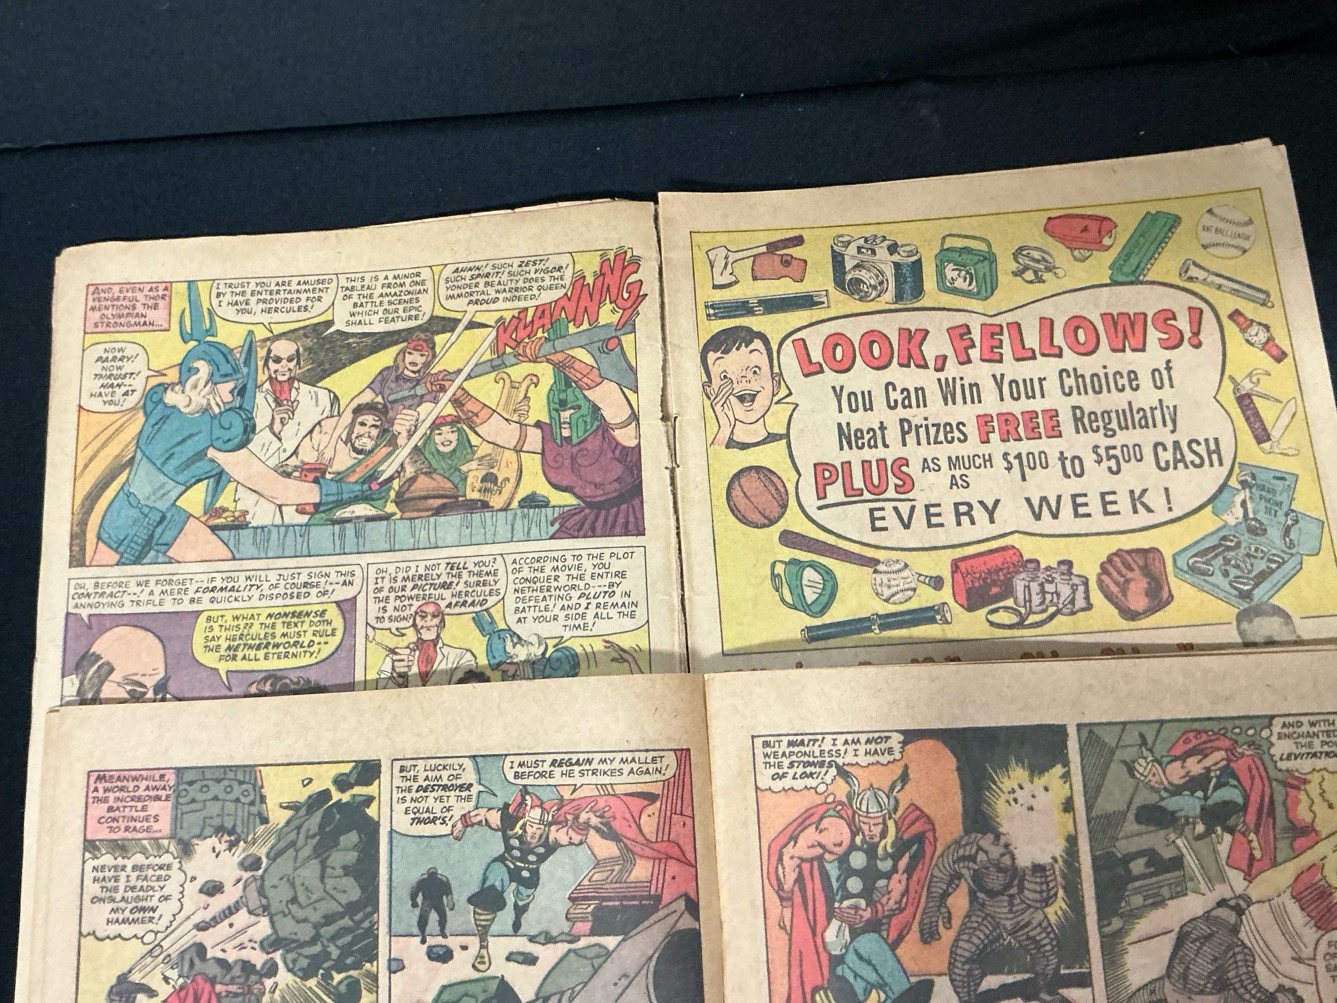 AND, EVEN AS A
VENGEFUL THOR
MENTIONS THE
OLYMPIAN
STRONGMAN...
I TRUST YOU ARE AMUSED
BY THE ENTERTAINMENT
I HAVE PROVIDED FOR
YOU, HERCULES!
THIS IS A MINOR
TABLEAU FROM ONE
OF THE AMAZONIAN
BATTLE SCENES
WHICH OUR EPIC
SHALL FEATURE!
AHHH! SUCH ZEST!
SUCH SPIRIT! SUCH VIGOR!
YONDER BEAUTY DOES THE
IMMORTAL WARRIOR QUEEN
PROUD INDEED!
KLANNNG,
NOW
PARRY!
NOW
THRUST!
HAH--
HAVE AT
YOU!
OH, BEFORE WE FORGET--IF YOU WILL JUST SIGN THIS
CONTRACT--! A MERE FORMALITY, OF COURSE!--AN
ANNOYING TRIFLE TO BE QUICKLY DISPOSED OF!
BUT, WHAT NONSENSE
IS THIS?? THE TEXT DOTH
SAY HERCULES MUST RULE
THE NETHERWORLD--
FOR ALL ETERNITY!
OH, DID I NOT TELL YOU?
IT IS MERELY THE THEME
OF OUR PICTURE! SURELY
THE POWERFUL HERCULES
IS NOT AFRAID
TO SIGN?
ACCORDING TO THE PLOT
OF THE MOVIE, YOU
CONQUER THE ENTIRE
NETHERWORLD---BY
DEFEATING PLUTO IN
BATTLE! AND I REMAIN
AT YOUR SIDE ALL THE
TIME!
BALL LEAGUE
LOOK, FELLOWS!
You Can Win Your Choice of
Neat Prizes FREE Regularly
PLUS AS MUCH AS $1.00 to $5.00 CASH
EVERY WEEK!
HAND
PHONE
SET
MEANWHILE,
A WORLD AWAY
THE INCREDIBLE
BATTLE
CONTINUES
TO RAGE...
NEVER BEFORE
HAVE I FACED
THE DEADLY
ONSLAUGHT OF
MY OWN
HAMMER!
BUT, LUCKILY,
THE AIM OF
THE DESTROYER
IS NOT YET THE
EQUAL OF
THOR'S!
I MUST REGAIN MY MALLET
BEFORE HE STRIKES AGAIN!
BUT WAIT! I AM NOT
WEAPONLESS! I HAVE
THE STONES
OF LOKI!
AND WITH
ENCHANTED
THE PO
LEVITATIO